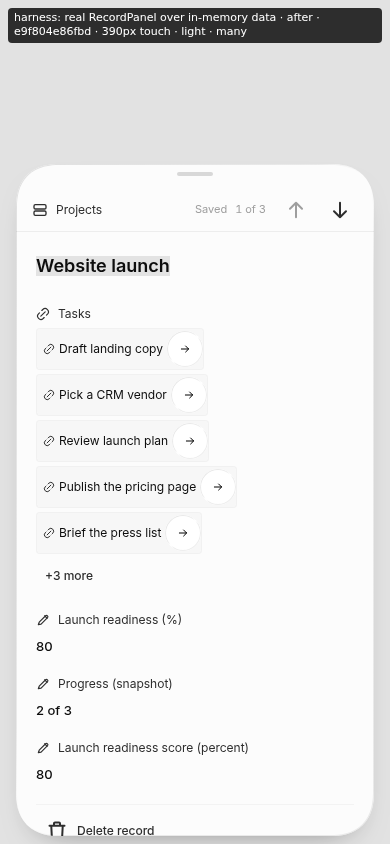 harness: real RecordPanel over in-memory data · after ·
e9f804e86fbd · 390px touch · light · many
Projects
Saved 1 of 3
Website launch
Tasks
Draft landing copy
Pick a CRM vendor
Review launch plan
Publish the pricing page
Brief the press list
+3 more
Launch readiness (%)
80
Progress (snapshot)
2 of 3
Launch readiness score (percent)
80
Delete record